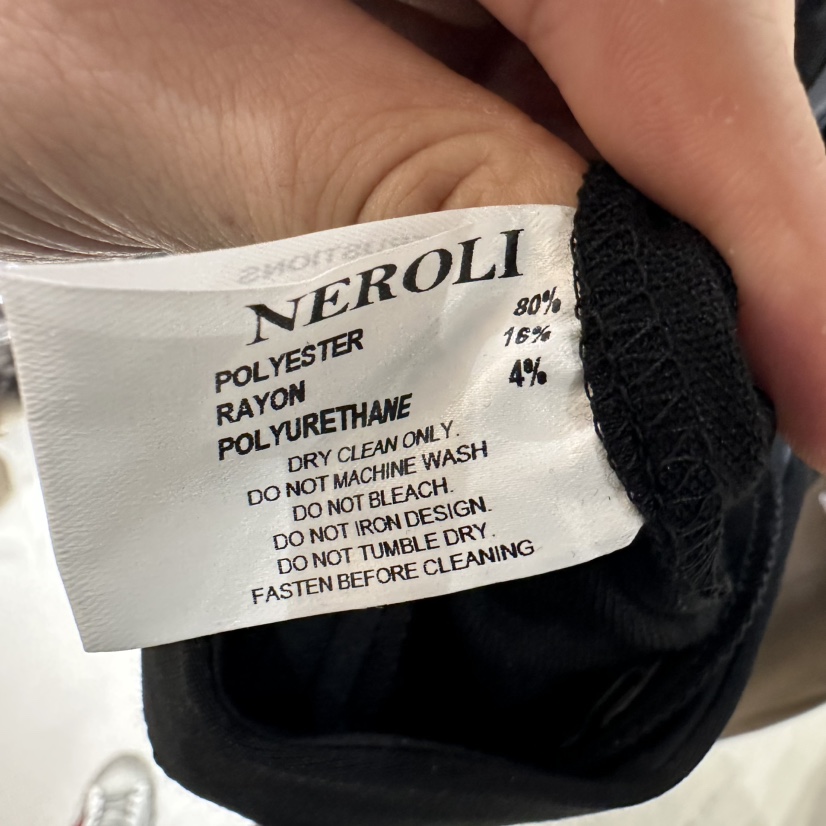 NEROLI
POLYESTER 80%
RAYON 16%
POLYURETHANE 4%
DRY CLEAN ONLY.
DO NOT MACHINE WASH
DO NOT BLEACH.
DO NOT IRON DESIGN.
DO NOT TUMBLE DRY.
FASTEN BEFORE CLEANING